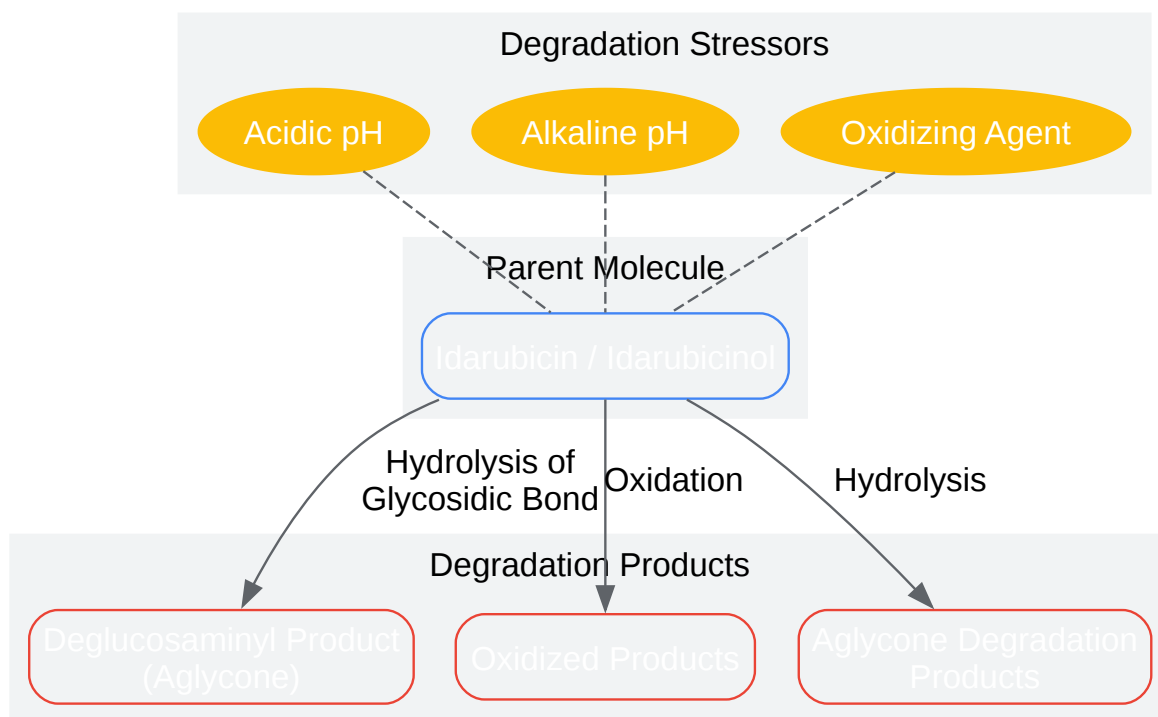 Degradation Stressors
Acidic pH
Alkaline pH
Oxidizing Agent
Parent Molecule
Idarubicin / Idarubicinol
Hydrolysis of
Glycosidic Bond
Oxidation
Hydrolysis
Degradation Products
Deglucosaminyl Product
(Aglycone)
Oxidized Products
Aglycone Degradation
Products